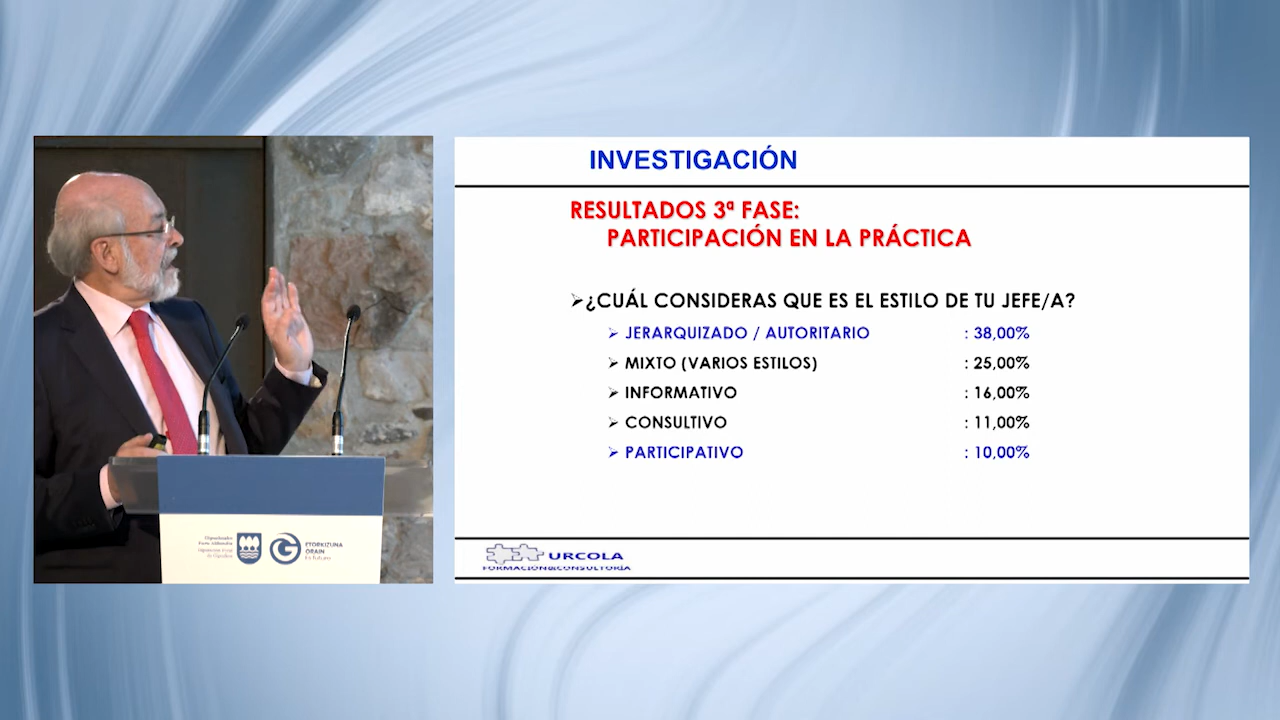 INVESTIGACIÓN
RESULTADOS 3ª FASE:
PARTICIPACIÓN EN LA PRÁCTICA
¿CUÁL CONSIDERAS QUE ES EL ESTILO DE TU JEFE/A?
JERARQUIZADO / AUTORITARIO : 38,00%
MIXTO (VARIOS ESTILOS) : 25,00%
INFORMATIVO : 16,00%
CONSULTIVO : 11,00%
PARTICIPATIVO : 10,00%
URCOLA
FORMACIÓN&CONSULTORÍA
ETORKIZUNA
ORAIN